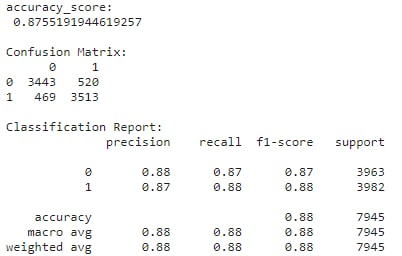 accuracy_score:
0.8755191944619257
Confusion Matrix:
0 1
0 3443 520
1 469 3513
Classification Report:
precision recall f1-score support
0 0.88 0.87 0.87 3963
1 0.87 0.88 0.88 3982
accuracy 0.88 7945
macro avg 0.88 0.88 0.88 7945
weighted avg 0.88 0.88 0.88 7945